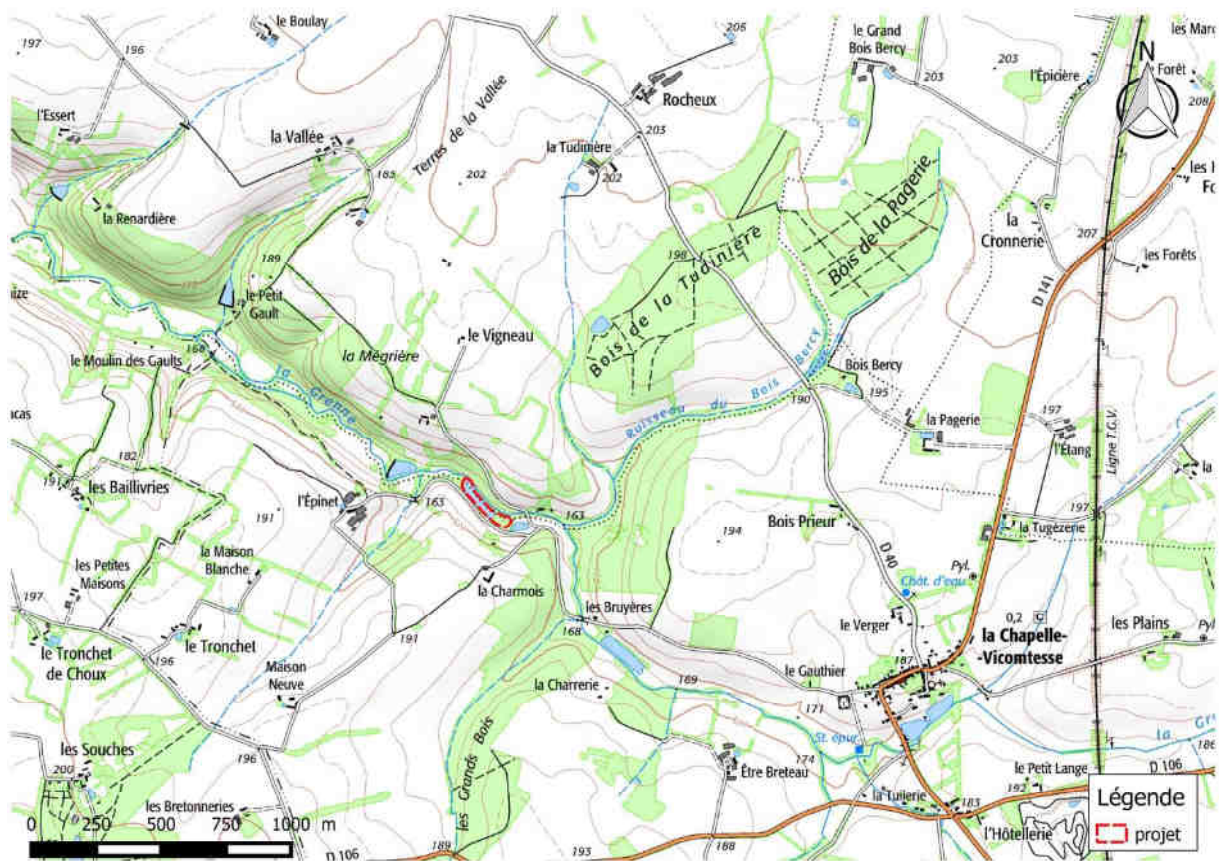 le Boulay
197
196
206
le Grand
Bois Bercy
203
203
les Mar
N
Forêt
208
l'Épicière
l'Essert
la Vallée
Terres de la Vallée
185
Rocheux
203
la Tudinière
202
202
la Renardière
189
le Petit
Gault
la
Cronnerie
207
les Forêts
D 141
198
Bois de la Tudinière
Bois de la Pagerie
le Moulin des Gaults
168
la Mégrière
le Vigneau
la Grenne
Ruisseau du Bois Bercy
Bois Bercy
190
195
la Pagerie
197
l'Étang
Ligne T.G.V.
la
182
191
les Baillivries
l'Épinet
163
191
163
194
Bois Prieur
197
la Tugézerie
D 40
Pyl.
Chât. d'eau
la Maison
Blanche
les Petites
Maisons
la Charmois
197
le Tronchet
de Choux
le Tronchet
196
191
Maison
Neuve
les Bruyères
168
le Verger
0,2
C
la Chapelle-
-Vicomtesse
187
les Plains
Pyl
le Gauthier
la Charrerie
169
171
St. épur.
174
la Gr
186
les Souches
200
196
les Grands Bois
Être Breteau
le Petit Lange
192
D 106
les Bretonneries
la Tuilerie
183
l'Hôtellerie
189
193
188
D 106
0 250 500 750 1000 m
Légende
projet